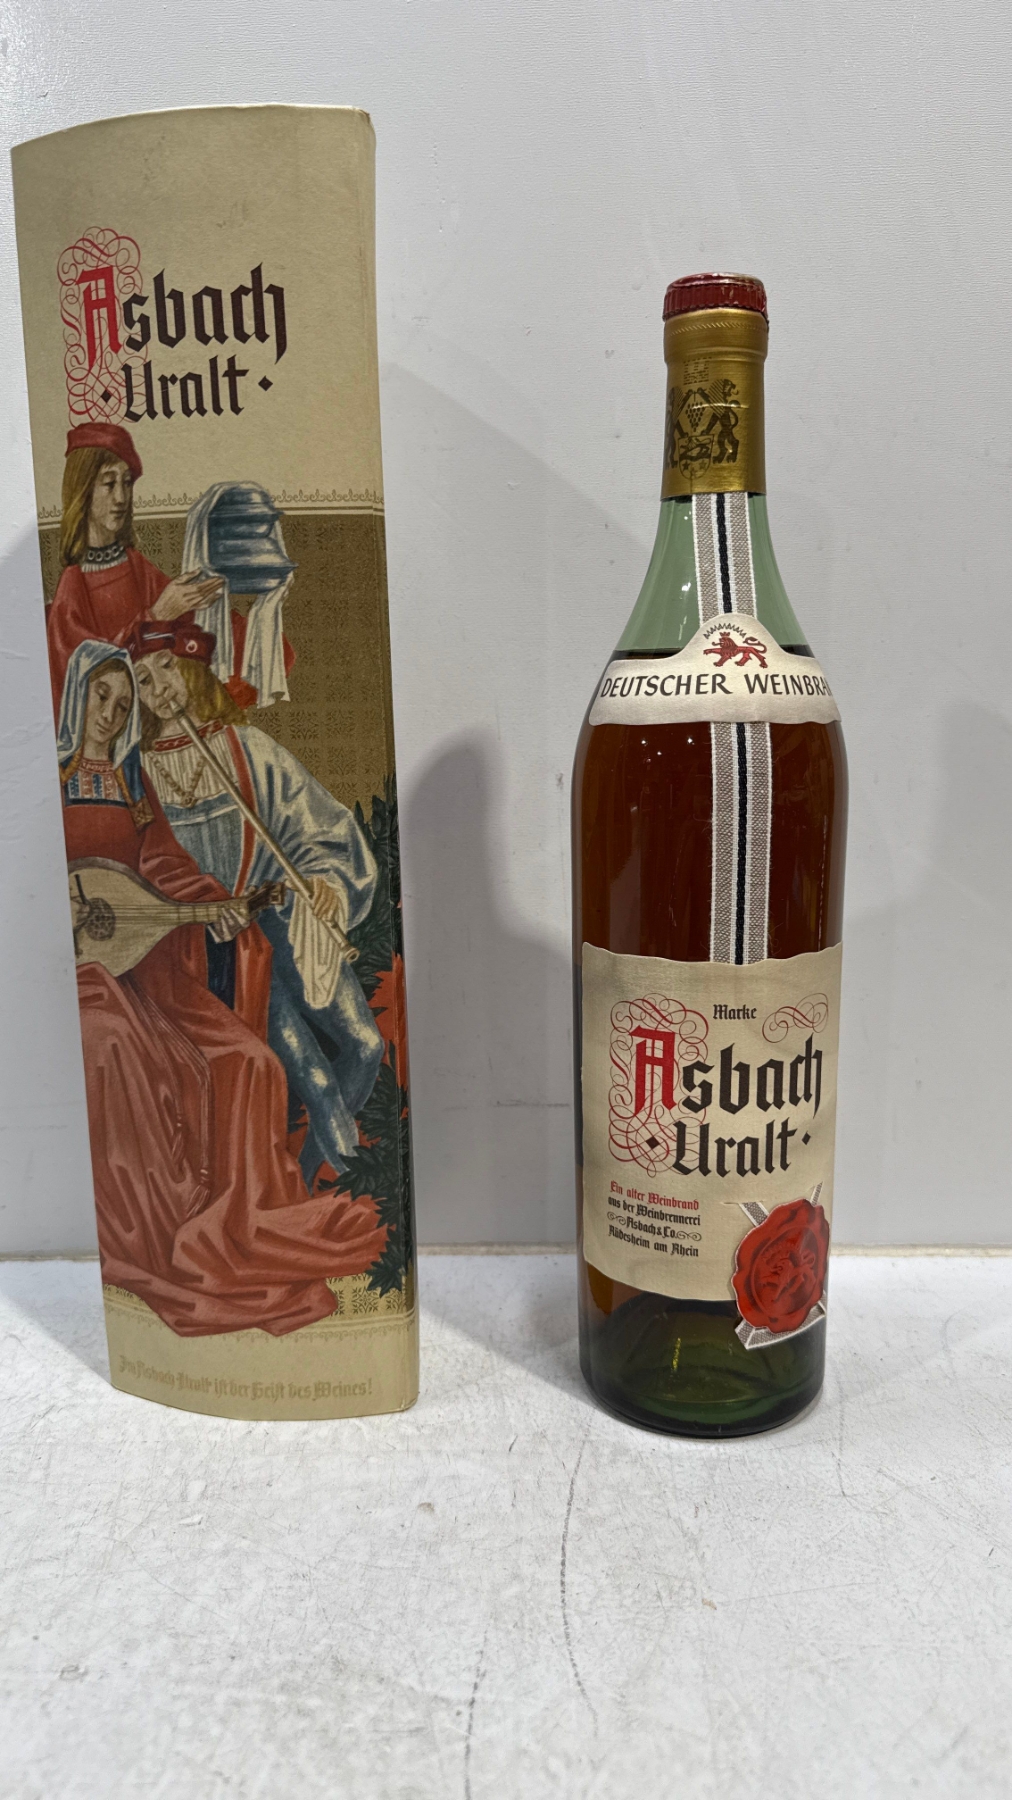 Asbach
· Uralt ·
Im Asbach-Uralt ist der Geist des Weines!
DEUTSCHER WEINBRA
Marke
Asbach
· Uralt ·
Ein alter Weinbrand
aus der Weinbrennerei
Asbach & Co.
Rüdesheim am Rhein